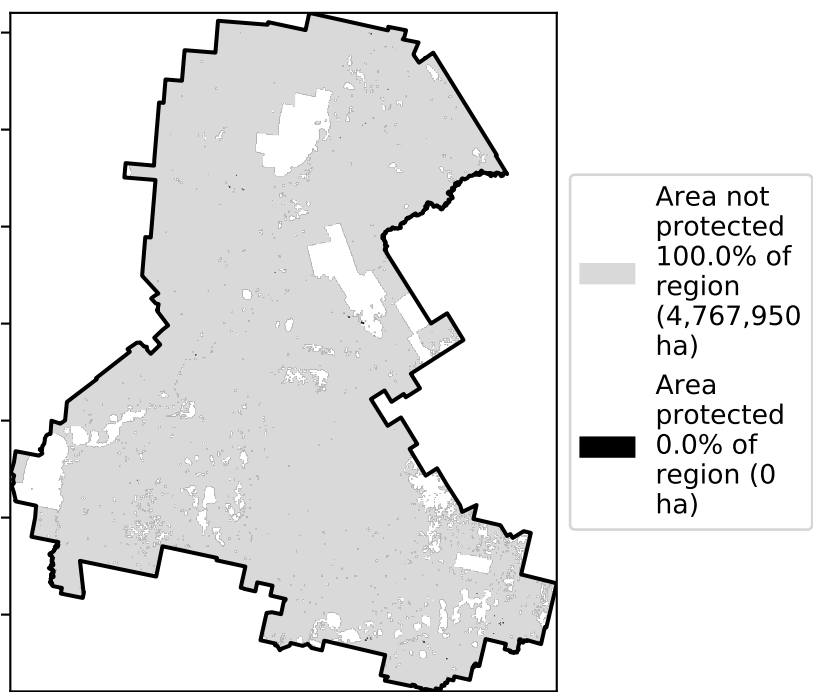 Area not
protected
100.0% of
region
(4,767,950
ha)
Area
protected
0.0% of
region (0
ha)